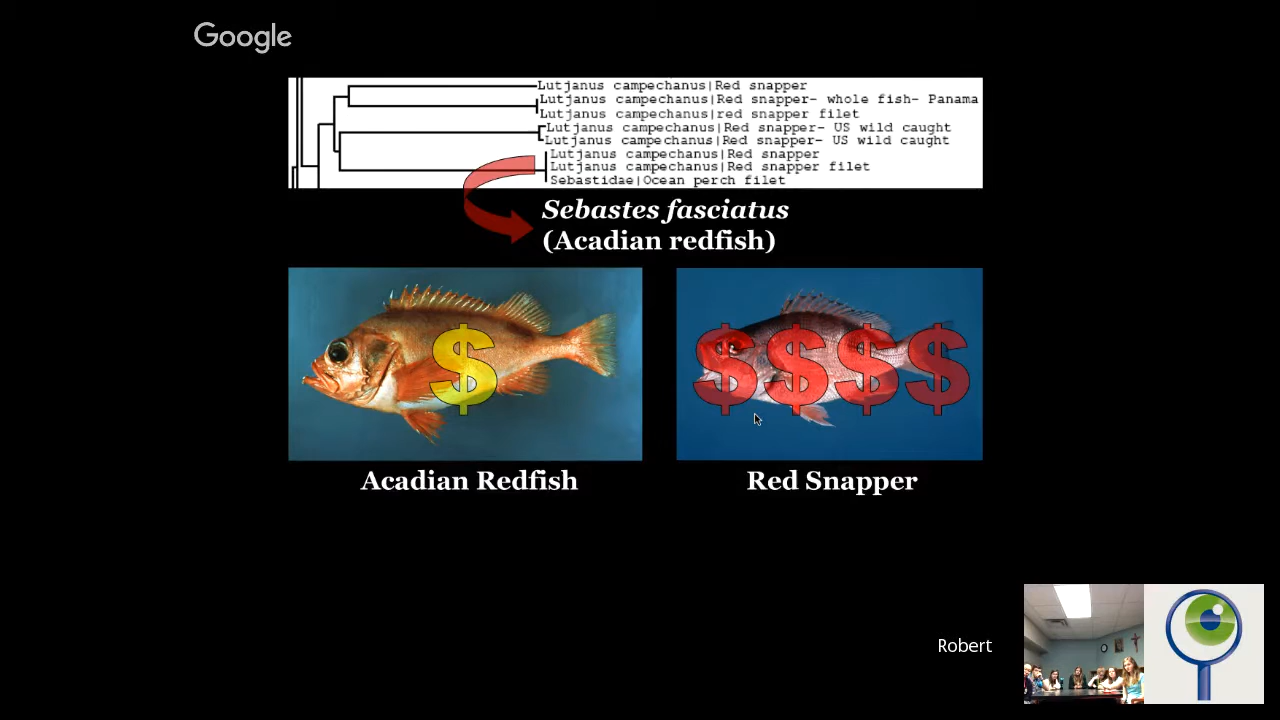 Google
Lutjanus campechanus|Red snapper
Lutjanus campechanus|Red snapper- whole fish- Panama
Lutjanus campechanus|red snapper filet
Lutjanus campechanus|Red snapper- US wild caught
Lutjanus campechanus|Red snapper- US wild caught
Lutjanus campechanus|Red snapper
Lutjanus campechanus|Red snapper filet
Sebastidae|Ocean perch filet
Sebastes fasciatus
(Acadian redfish)
$
$$$$
Acadian Redfish
Red Snapper
Robert